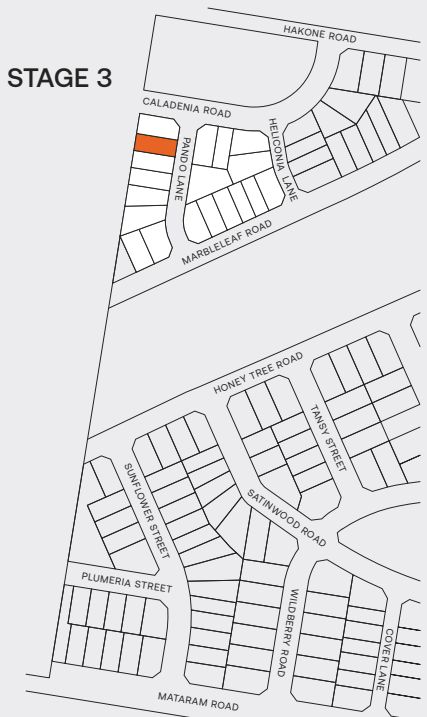 HAKONE ROAD
STAGE 3
CALADENIA ROAD
PANDO LANE
HELICONIA LANE
MARBLELEAF ROAD
HONEY TREE ROAD
TANSY STREET
SUNFLOWER STREET
SATINWOOD ROAD
PLUMERIA STREET
WILDBERRY ROAD
COVER LANE
MATARAM ROAD